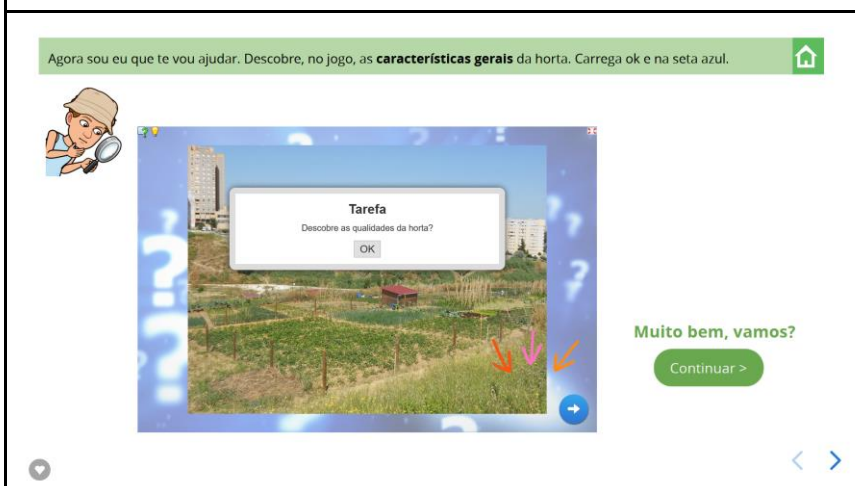 Agora sou eu que te vou ajudar. Descobre, no jogo, as características gerais da horta. Carrega ok e na seta azul.
Tarefa
Descobre as qualidades da horta?
OK
Muito bem, vamos?
Continuar >